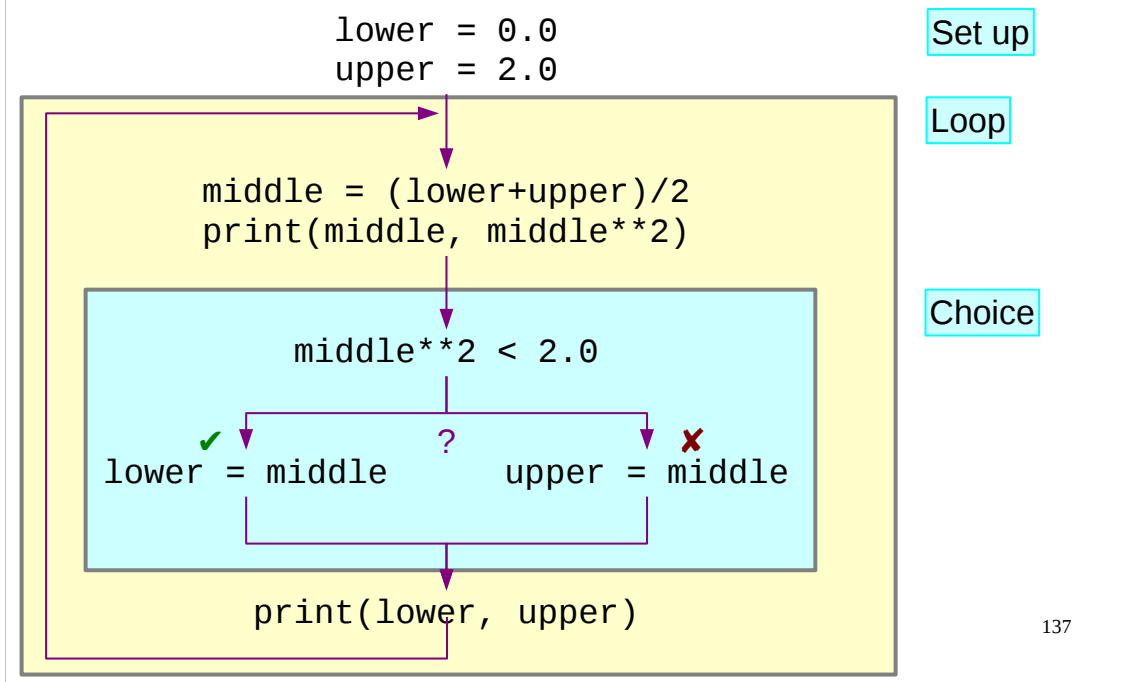 lower = 0.0
upper = 2.0
Set up
Loop
middle = (lower+upper)/2
print(middle, middle**2)
Choice
middle**2 < 2.0
✔ ? ✘
lower = middle upper = middle
print(lower, upper)
137